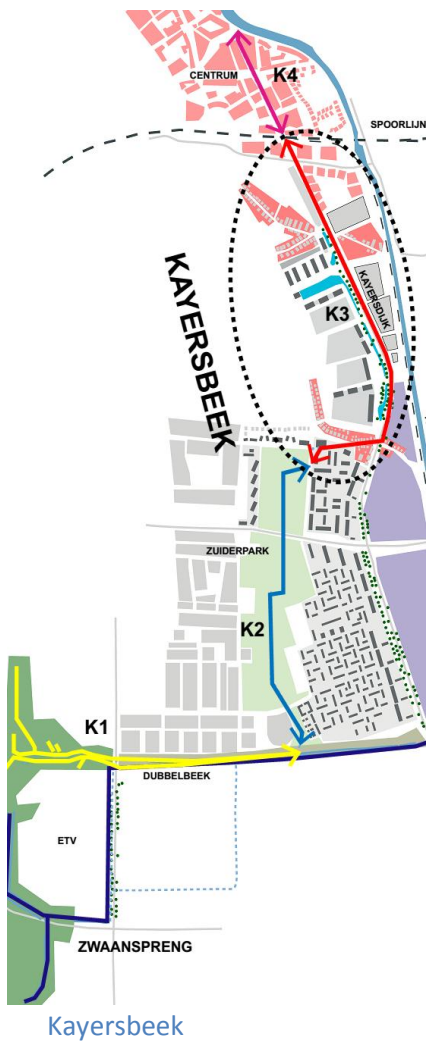 K4
CENTRUM
SPOORLIJN
KAYERSDIJK
K3
KAYERSBEEK
ZUIDERPARK
K2
K1
DUBBELBEEK
ETV
ZWAANSPRENG
Kayersbeek